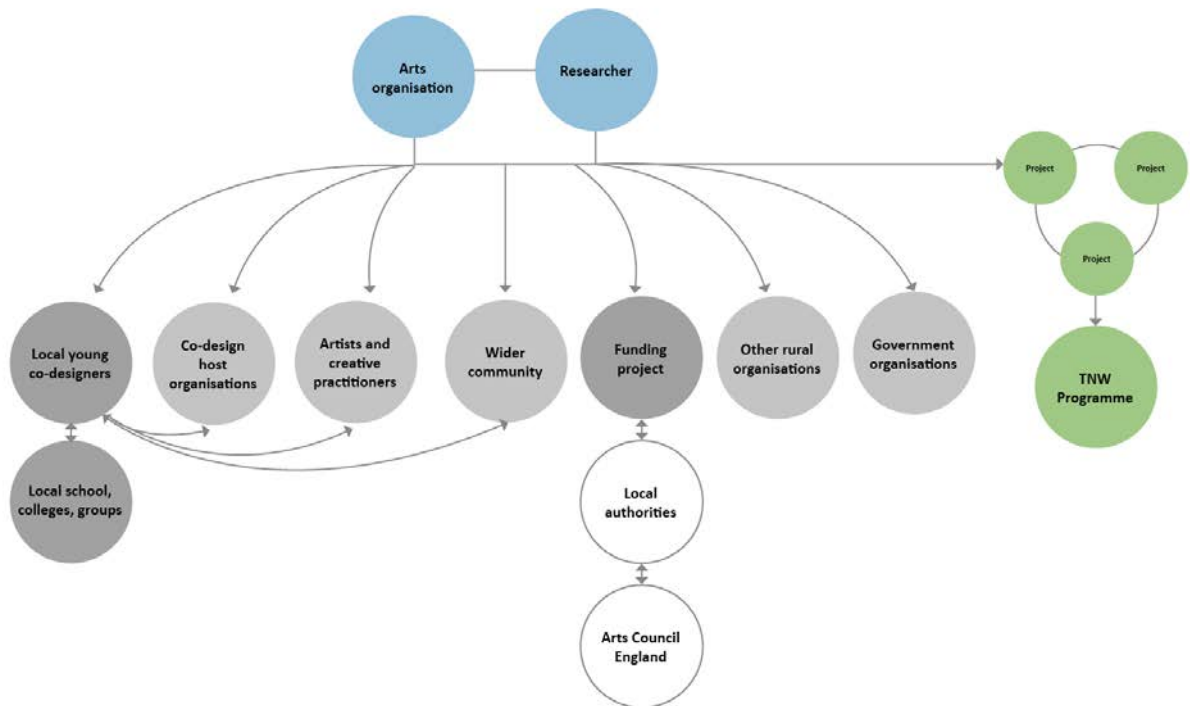 Arts
organisation
Researcher
Project
Project
Project
Local young
co-designers
Co-design
host
organisations
Artists and
creative
practitioners
Wider
community
Funding
project
Other rural
organisations
Government
organisations
TNW
Programme
Local school,
colleges, groups
Local
authorities
Arts Council
England